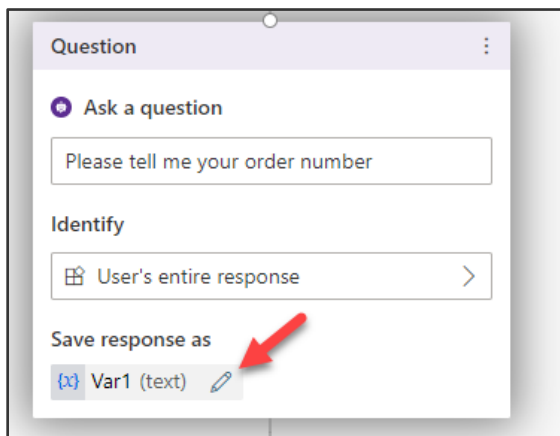 Question
Ask a question
Please tell me your order number
Identify
User's entire response
Save response as
{x} Var1 (text)